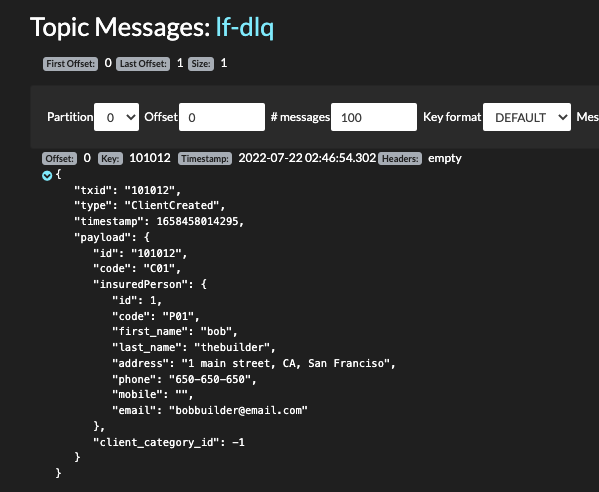 Topic Messages: lf-dlq
First Offset: 0 Last Offset: 1 Size: 1
Partition 0 Offset 0 # messages 100 Key format DEFAULT Mes
Offset: 0 Key: 101012 Timestamp: 2022-07-22 02:46:54.302 Headers: empty
{
"txid": "101012",
"type": "ClientCreated",
"timestamp": 1658458014295,
"payload": {
"id": "101012",
"code": "C01",
"insuredPerson": {
"id": 1,
"code": "P01",
"first_name": "bob",
"last_name": "thebuilder",
"address": "1 main street, CA, San Franciso",
"phone": "650-650-650",
"mobile": "",
"email": "bobbuilder@email.com"
},
"client_category_id": -1
}
}